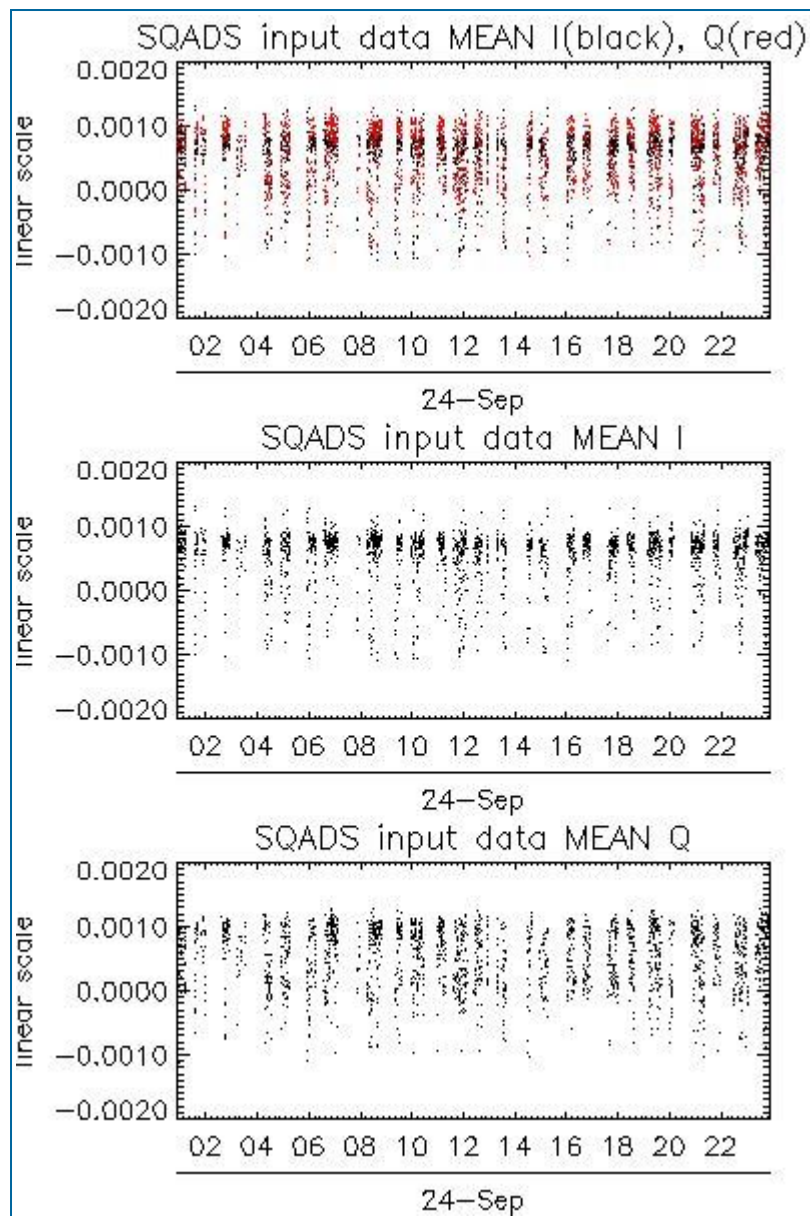 SQADS input data MEAN I(black), Q(red)
linear scale
0.0020
0.0010
0.0000
−0.0010
−0.0020
02 04 06 08 10 12 14 16 18 20 22
24−Sep
SQADS input data MEAN I
linear scale
0.0020
0.0010
0.0000
−0.0010
−0.0020
02 04 06 08 10 12 14 16 18 20 22
24−Sep
SQADS input data MEAN Q
linear scale
0.0020
0.0010
0.0000
−0.0010
−0.0020
02 04 06 08 10 12 14 16 18 20 22
24−Sep